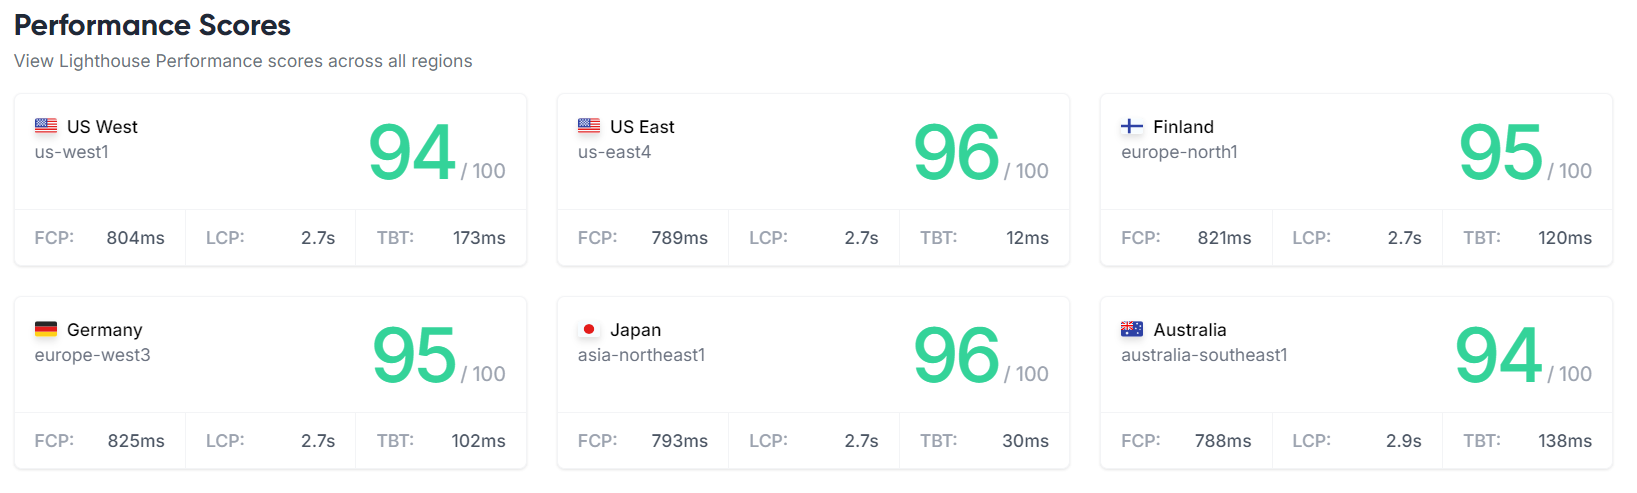 Performance Scores
View Lighthouse Performance scores across all regions
US West
us-west1
94 / 100
FCP: 804ms
LCP: 2.7s
TBT: 173ms
US East
us-east4
96 / 100
FCP: 789ms
LCP: 2.7s
TBT: 12ms
Finland
europe-north1
95 / 100
FCP: 821ms
LCP: 2.7s
TBT: 120ms
Germany
europe-west3
95 / 100
FCP: 825ms
LCP: 2.7s
TBT: 102ms
Japan
asia-northeast1
96 / 100
FCP: 793ms
LCP: 2.7s
TBT: 30ms
Australia
australia-southeast1
94 / 100
FCP: 788ms
LCP: 2.9s
TBT: 138ms